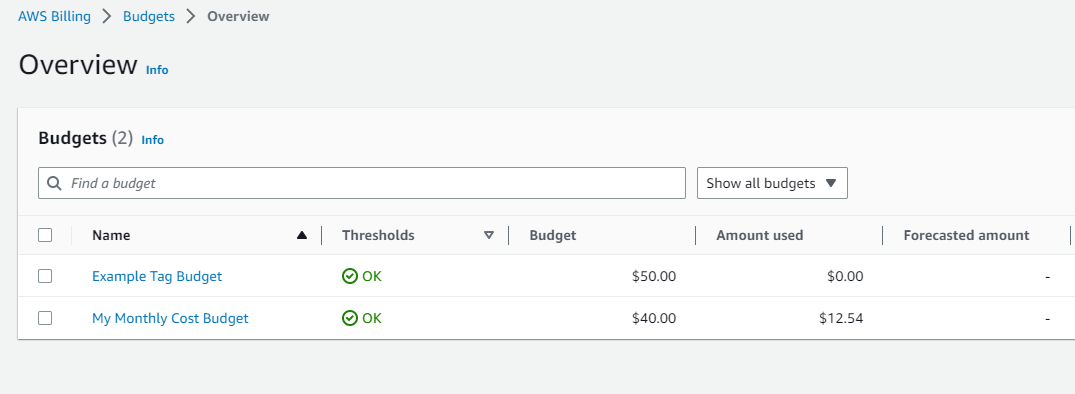 AWS Billing > Budgets > Overview
Overview Info
Budgets (2) Info
Find a budget Show all budgets
Name Thresholds Budget Amount used Forecasted amount
Example Tag Budget OK $50.00 $0.00 -
My Monthly Cost Budget OK $40.00 $12.54 -